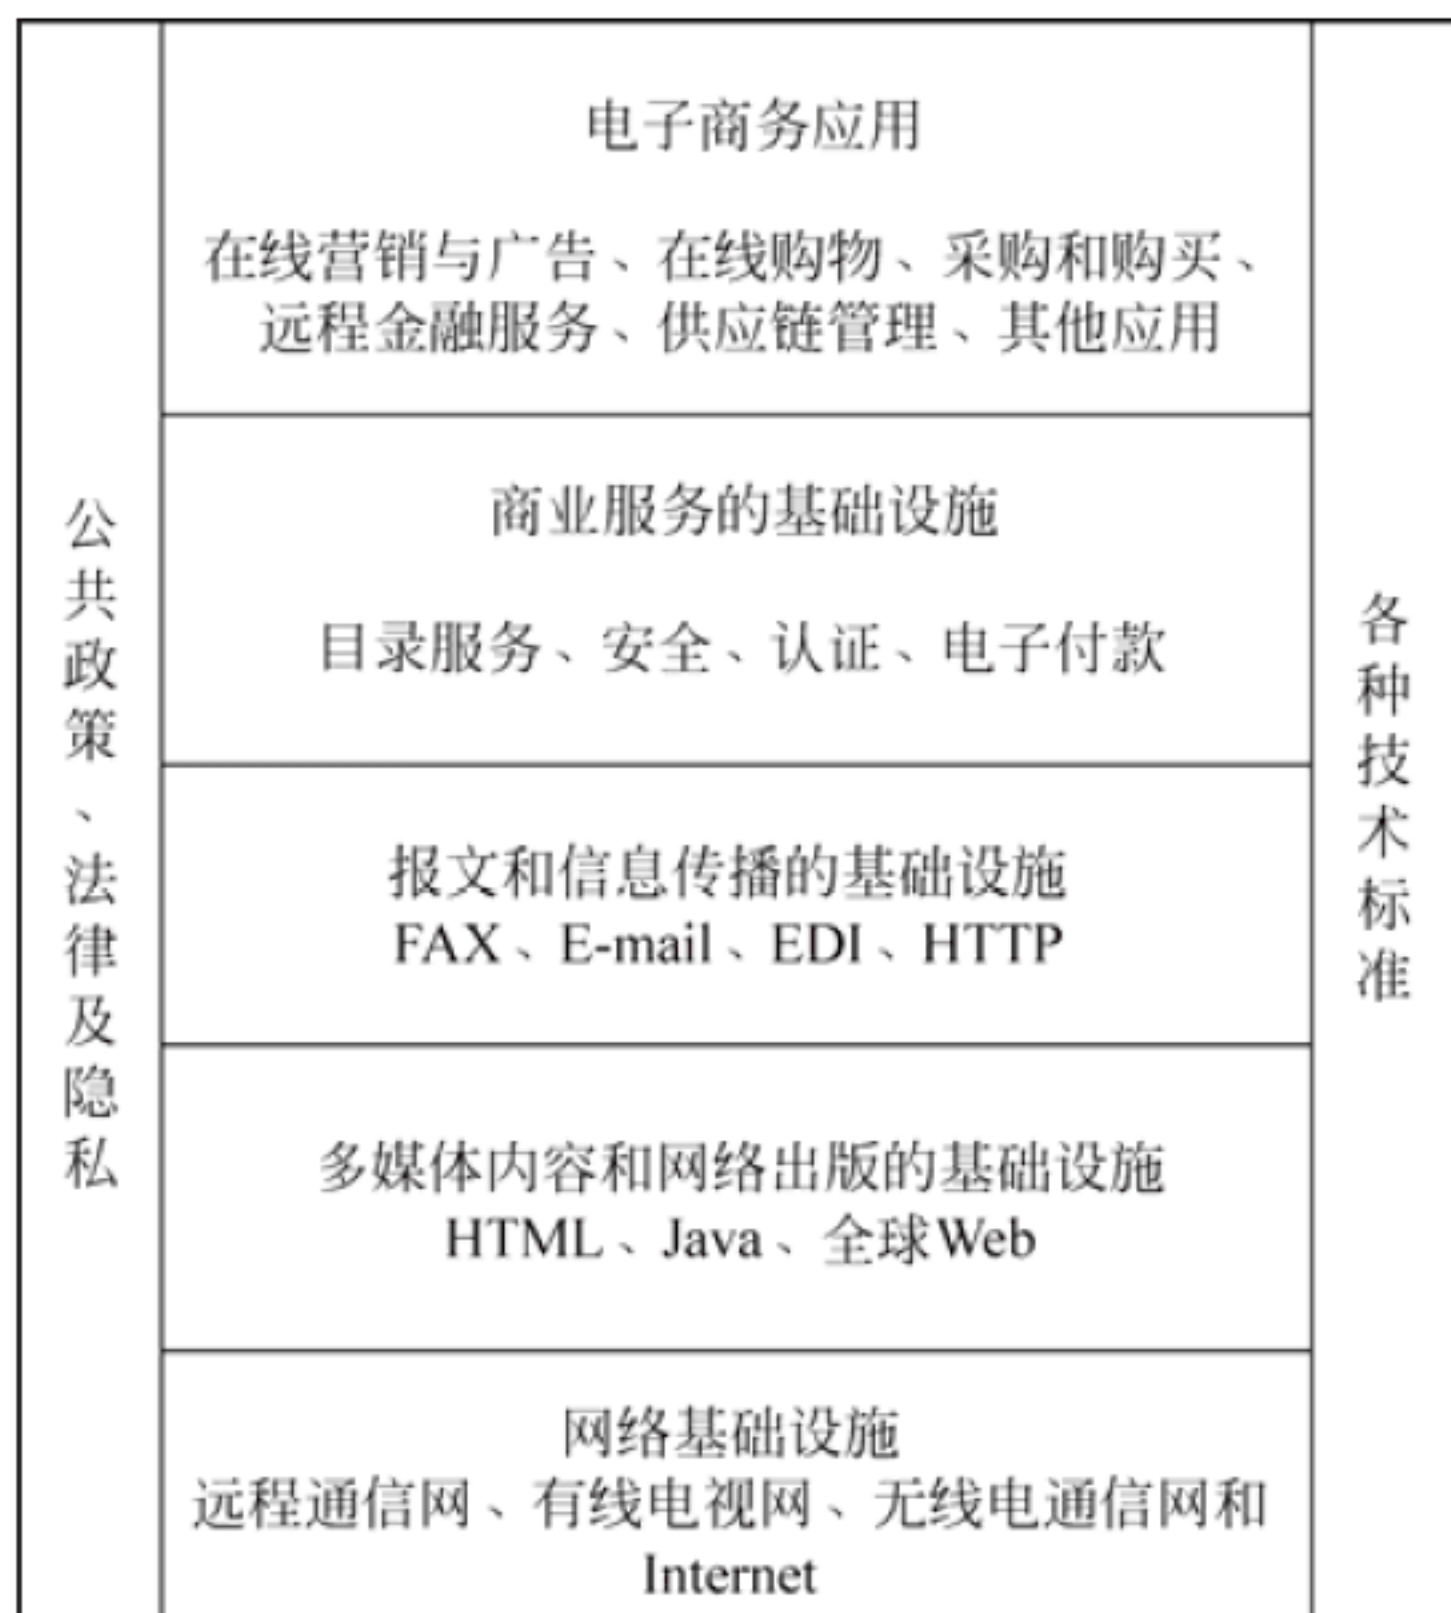 公共政策、法律及隐私
电子商务应用
在线营销与广告、在线购物、采购和购买、
远程金融服务、供应链管理、其他应用
商业服务的基础设施
目录服务、安全、认证、电子付款
报文和信息传播的基础设施
FAX、E-mail、EDI、HTTP
多媒体内容和网络出版的基础设施
HTML、Java、全球Web
网络基础设施
远程通信网、有线电视网、无线电通信网和
Internet
各种技术标准